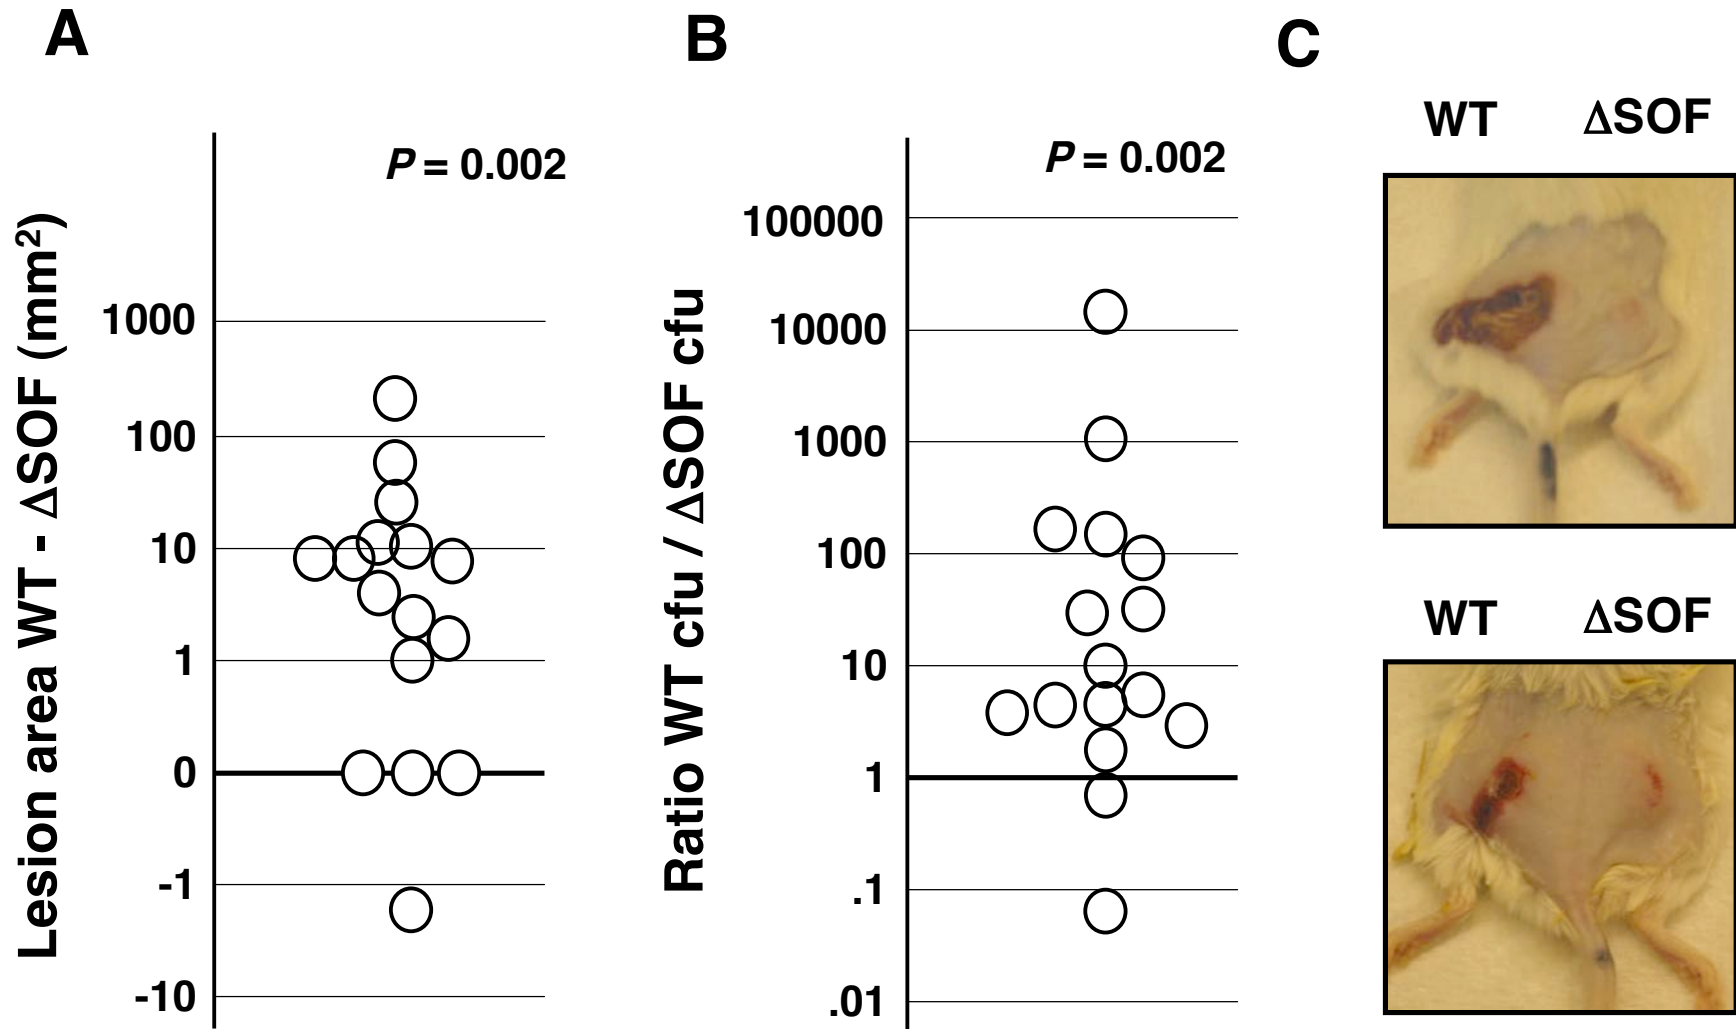 A
P = 0.002
Lesion area WT - ΔSOF (mm²)
1000
100
10
1
0
-1
-10
B
P = 0.002
Ratio WT cfu / ΔSOF cfu
100000
10000
1000
100
10
1
.1
.01
C
WT ΔSOF
WT ΔSOF